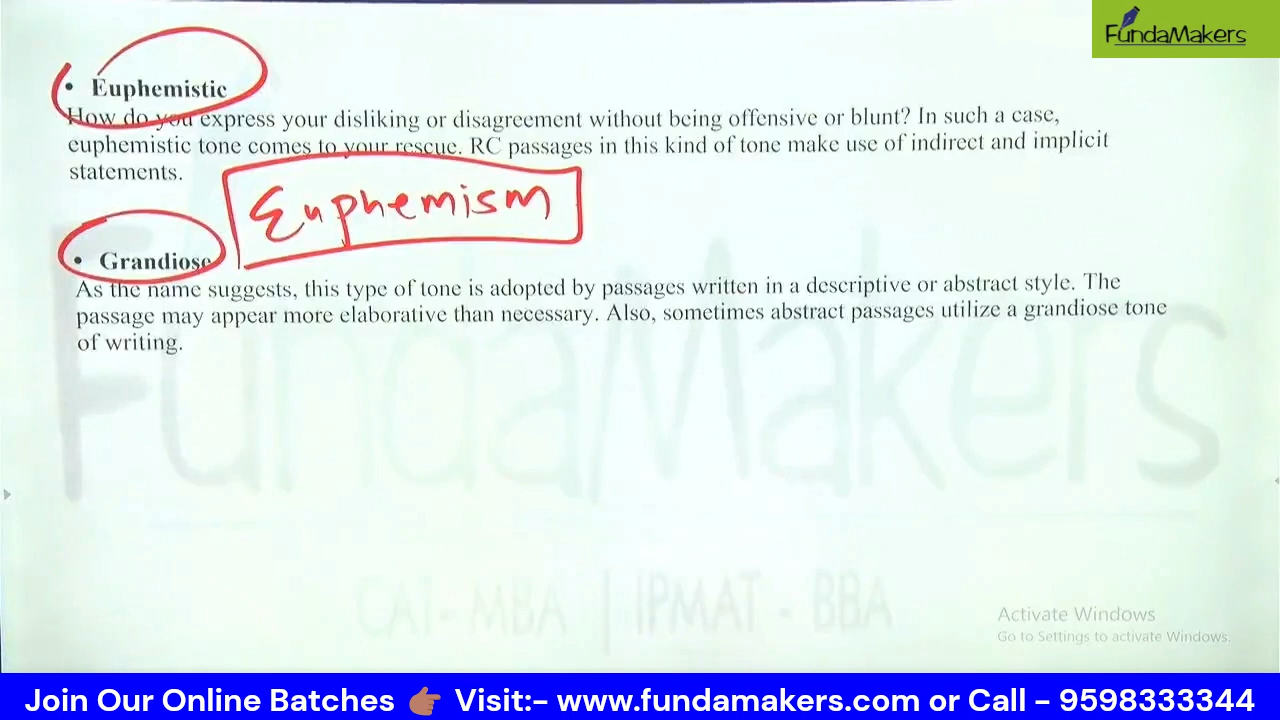 FundaMakers
• Euphemistic
How do you express your disliking or disagreement without being offensive or blunt? In such a case,
euphemistic tone comes to your rescue. RC passages in this kind of tone make use of indirect and implicit
statements.
Euphemism
• Grandiose
As the name suggests, this type of tone is adopted by passages written in a descriptive or abstract style. The
passage may appear more elaborative than necessary. Also, sometimes abstract passages utilize a grandiose tone
of writing.
FundaMakers
CAT- MBA | IPMAT - BBA
Activate Windows
Go to Settings to activate Windows.
Join Our Online Batches 👉🏽 Visit:- www.fundamakers.com or Call - 9598333344